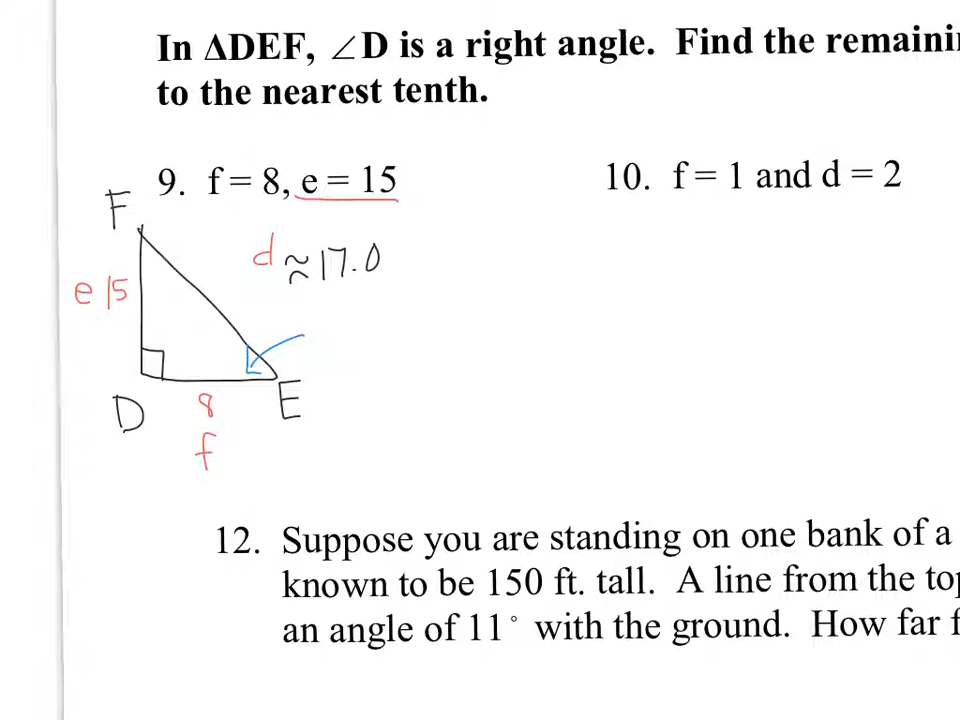 In ΔDEF, ∠D is a right angle. Find the remaini
to the nearest tenth.
9. f = 8, e = 15
10. f = 1 and d = 2
F
d ≈ 17.0
e 15
D
8
E
f
12. Suppose you are standing on one bank of a
known to be 150 ft. tall. A line from the top
an angle of 11° with the ground. How far f